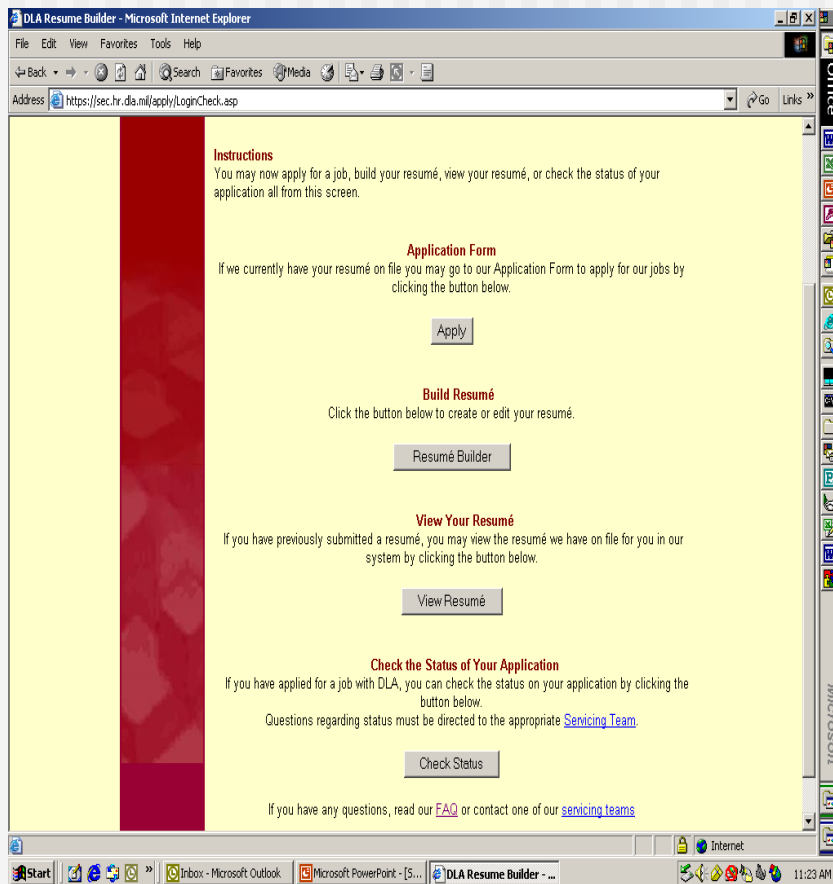 DLA Resume Builder - Microsoft Internet Explorer
File Edit View Favorites Tools Help
Back Search Favorites Media
Address https://sec.hr.dla.mil/apply/LoginCheck.asp Go Links »
Office
Instructions
You may now apply for a job, build your resumé, view your resumé, or check the status of your
application all from this screen.
Application Form
If we currently have your resumé on file you may go to our Application Form to apply for our jobs by
clicking the button below.
Apply
Build Resumé
Click the button below to create or edit your resumé.
Resumé Builder
View Your Resumé
If you have previously submitted a resumé, you may view the resumé we have on file for you in our
system by clicking the button below.
View Resumé
Check the Status of Your Application
If you have applied for a job with DLA, you can check the status on your application by clicking the
button below.
Questions regarding status must be directed to the appropriate Servicing Team.
Check Status
If you have any questions, read our FAQ or contact one of our servicing teams
Internet
Start » Inbox - Microsoft Outlook Microsoft PowerPoint - [S... DLA Resume Builder - ... 11:23 AM